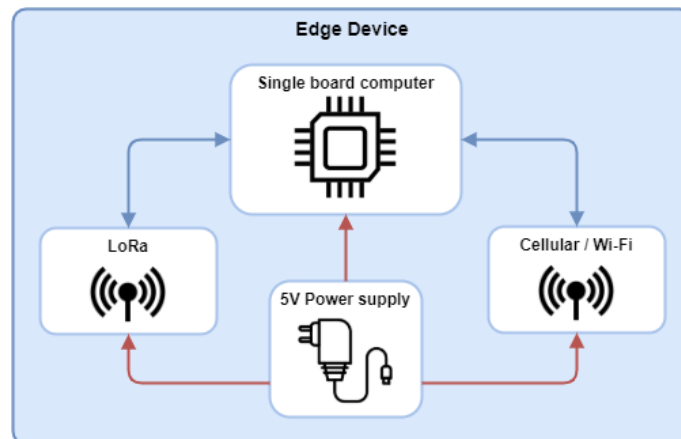 Edge Device
Single board computer
LoRa
Cellular / Wi-Fi
5V Power supply